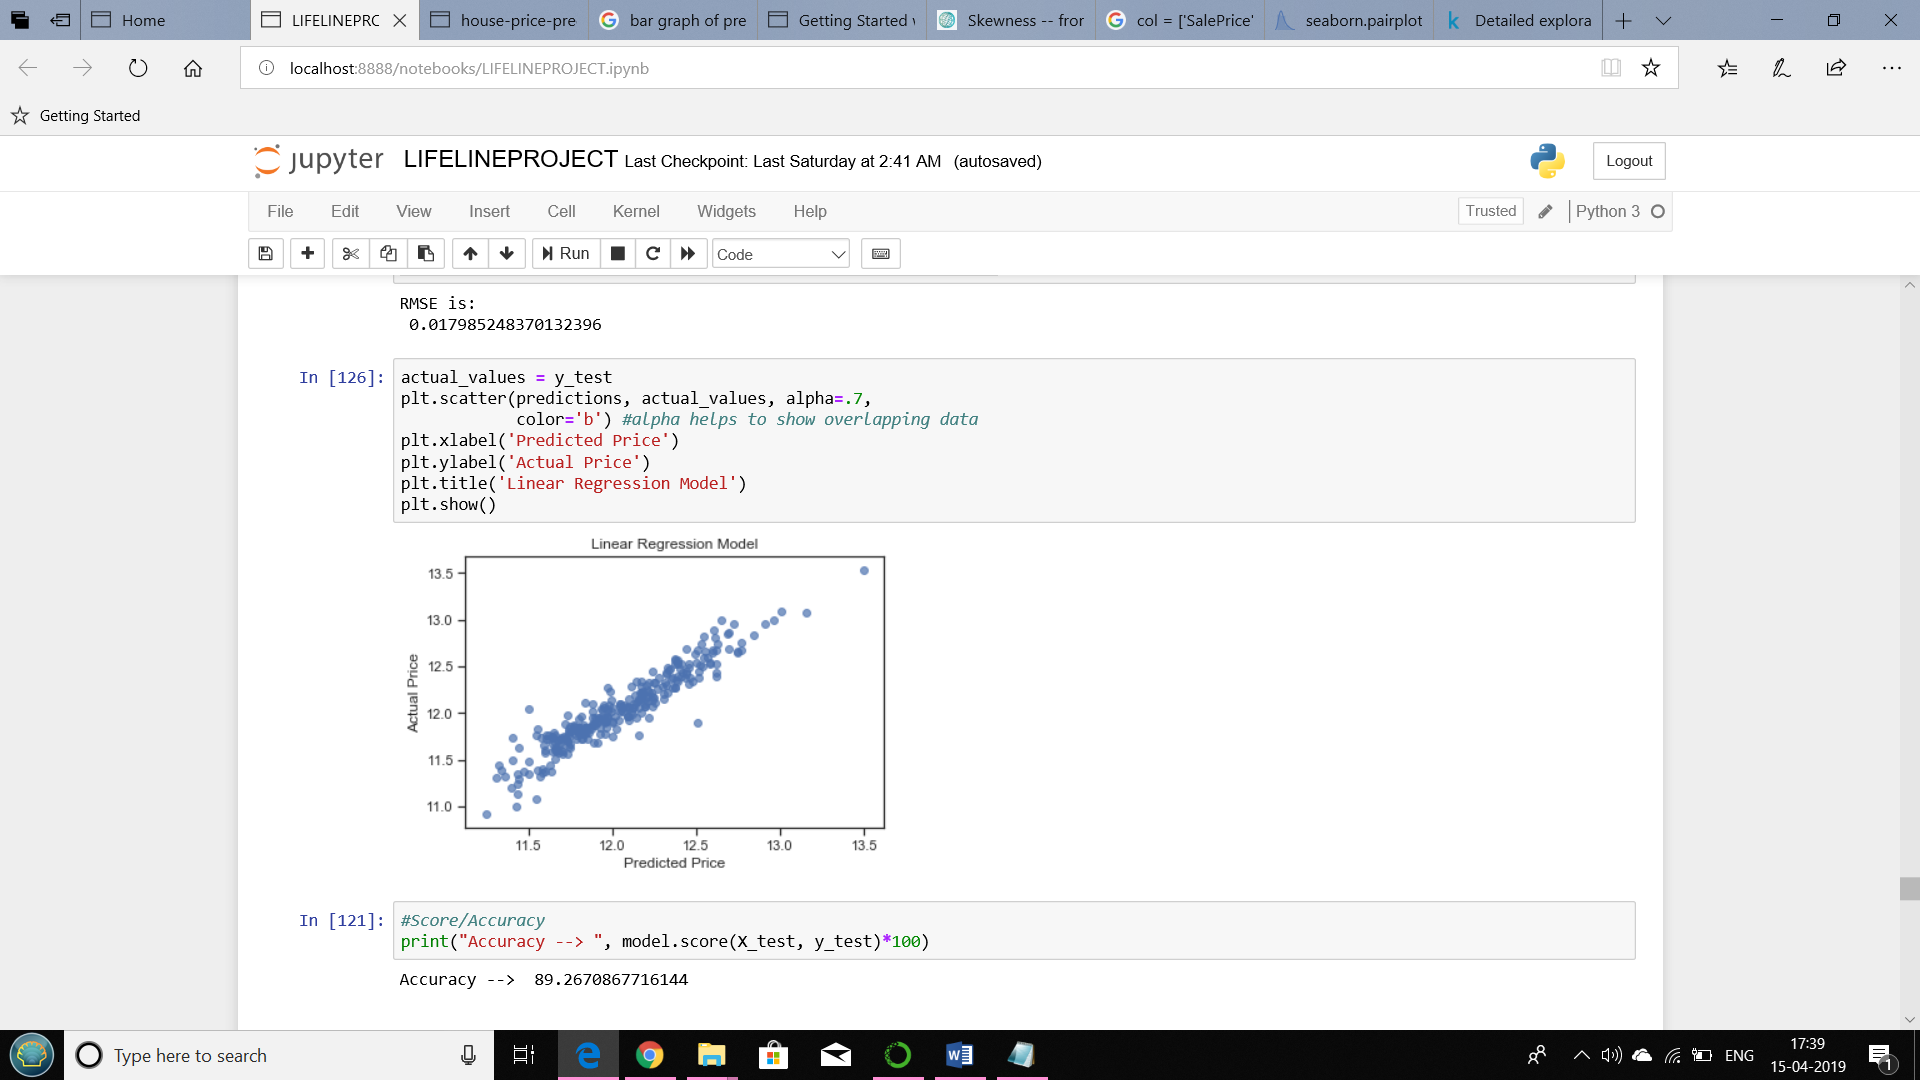 Home
LIFELINEPRC
house-price-pre
bar graph of pre
Getting Started
Skewness -- fror
col = ['SalePrice'
seaborn.pairplot
Detailed explora
localhost:8888/notebooks/LIFELINEPROJECT.ipynb
Getting Started
jupyter LIFELINEPROJECT Last Checkpoint: Last Saturday at 2:41 AM (autosaved)
Logout
File Edit View Insert Cell Kernel Widgets Help
Trusted
Python 3
Run
Code
RMSE is:
0.017985248370132396
In [126]:
actual_values = y_test
plt.scatter(predictions, actual_values, alpha=.7,
color='b') #alpha helps to show overlapping data
plt.xlabel('Predicted Price')
plt.ylabel('Actual Price')
plt.title('Linear Regression Model')
plt.show()
Linear Regression Model
Actual Price
13.5
13.0
12.5
12.0
11.5
11.0
11.5 12.0 12.5 13.0 13.5
Predicted Price
In [121]:
#Score/Accuracy
print("Accuracy --> ", model.score(X_test, y_test)*100)
Accuracy --> 89.2670867716144
Type here to search
ENG
17:39
15-04-2019
1